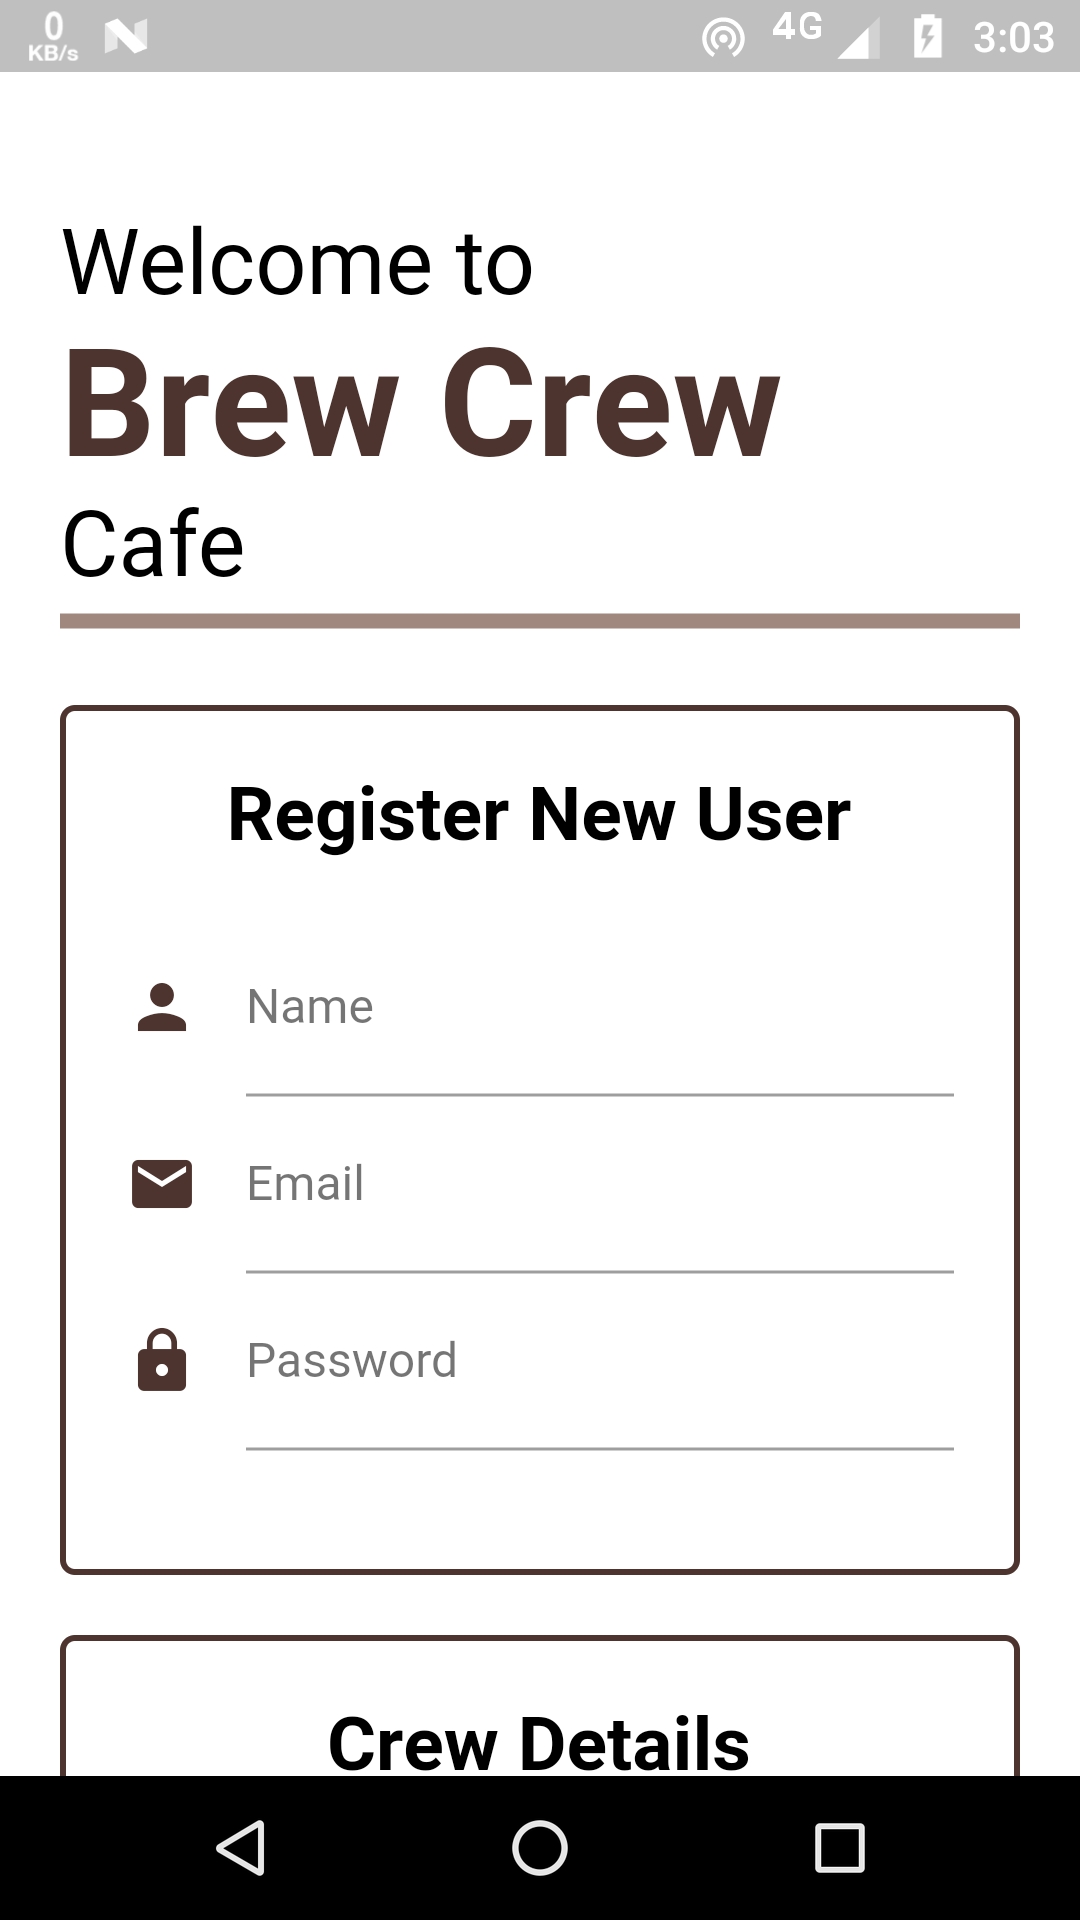 0
KB/s
4G
3:03
Welcome to
Brew Crew
Cafe
Register New User
Name
Email
Password
Crew Details